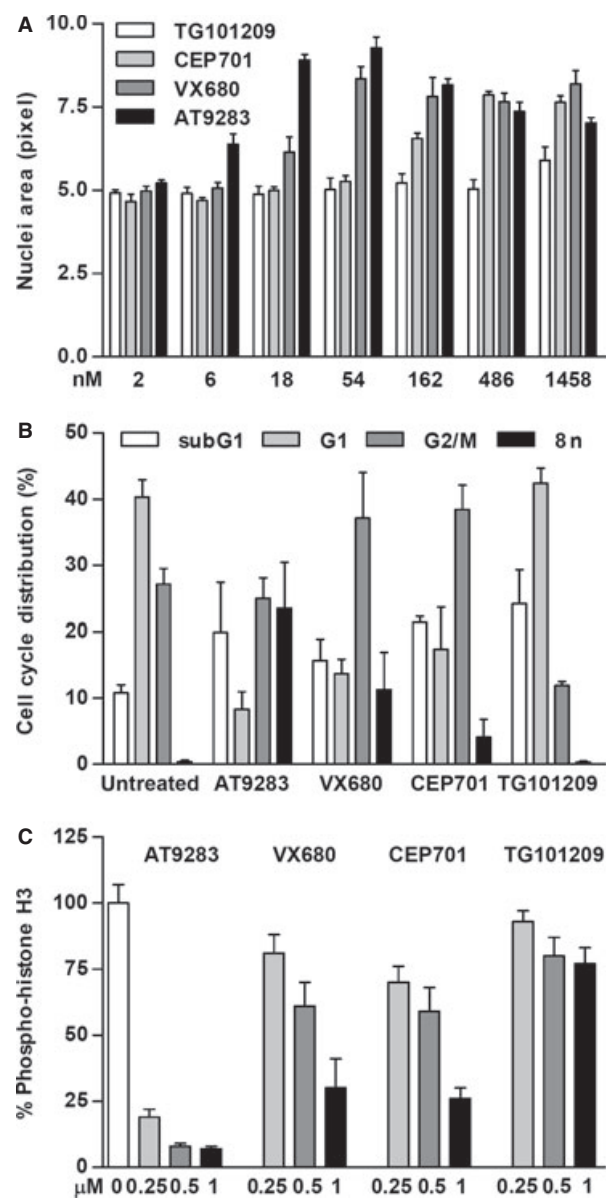 A
TG101209
CEP701
VX680
AT9283
Nuclei area (pixel)
10.0
7.5
5.0
2.5
0.0
nM 2 6 18 54 162 486 1458
B
subG1 G1 G2/M 8n
Cell cycle distribution (%)
50
40
30
20
10
0
Untreated AT9283 VX680 CEP701 TG101209
C
AT9283 VX680 CEP701 TG101209
% Phospho-histone H3
125
100
75
50
25
0
µM 0 0.25 0.5 1 0.25 0.5 1 0.25 0.5 1 0.25 0.5 1